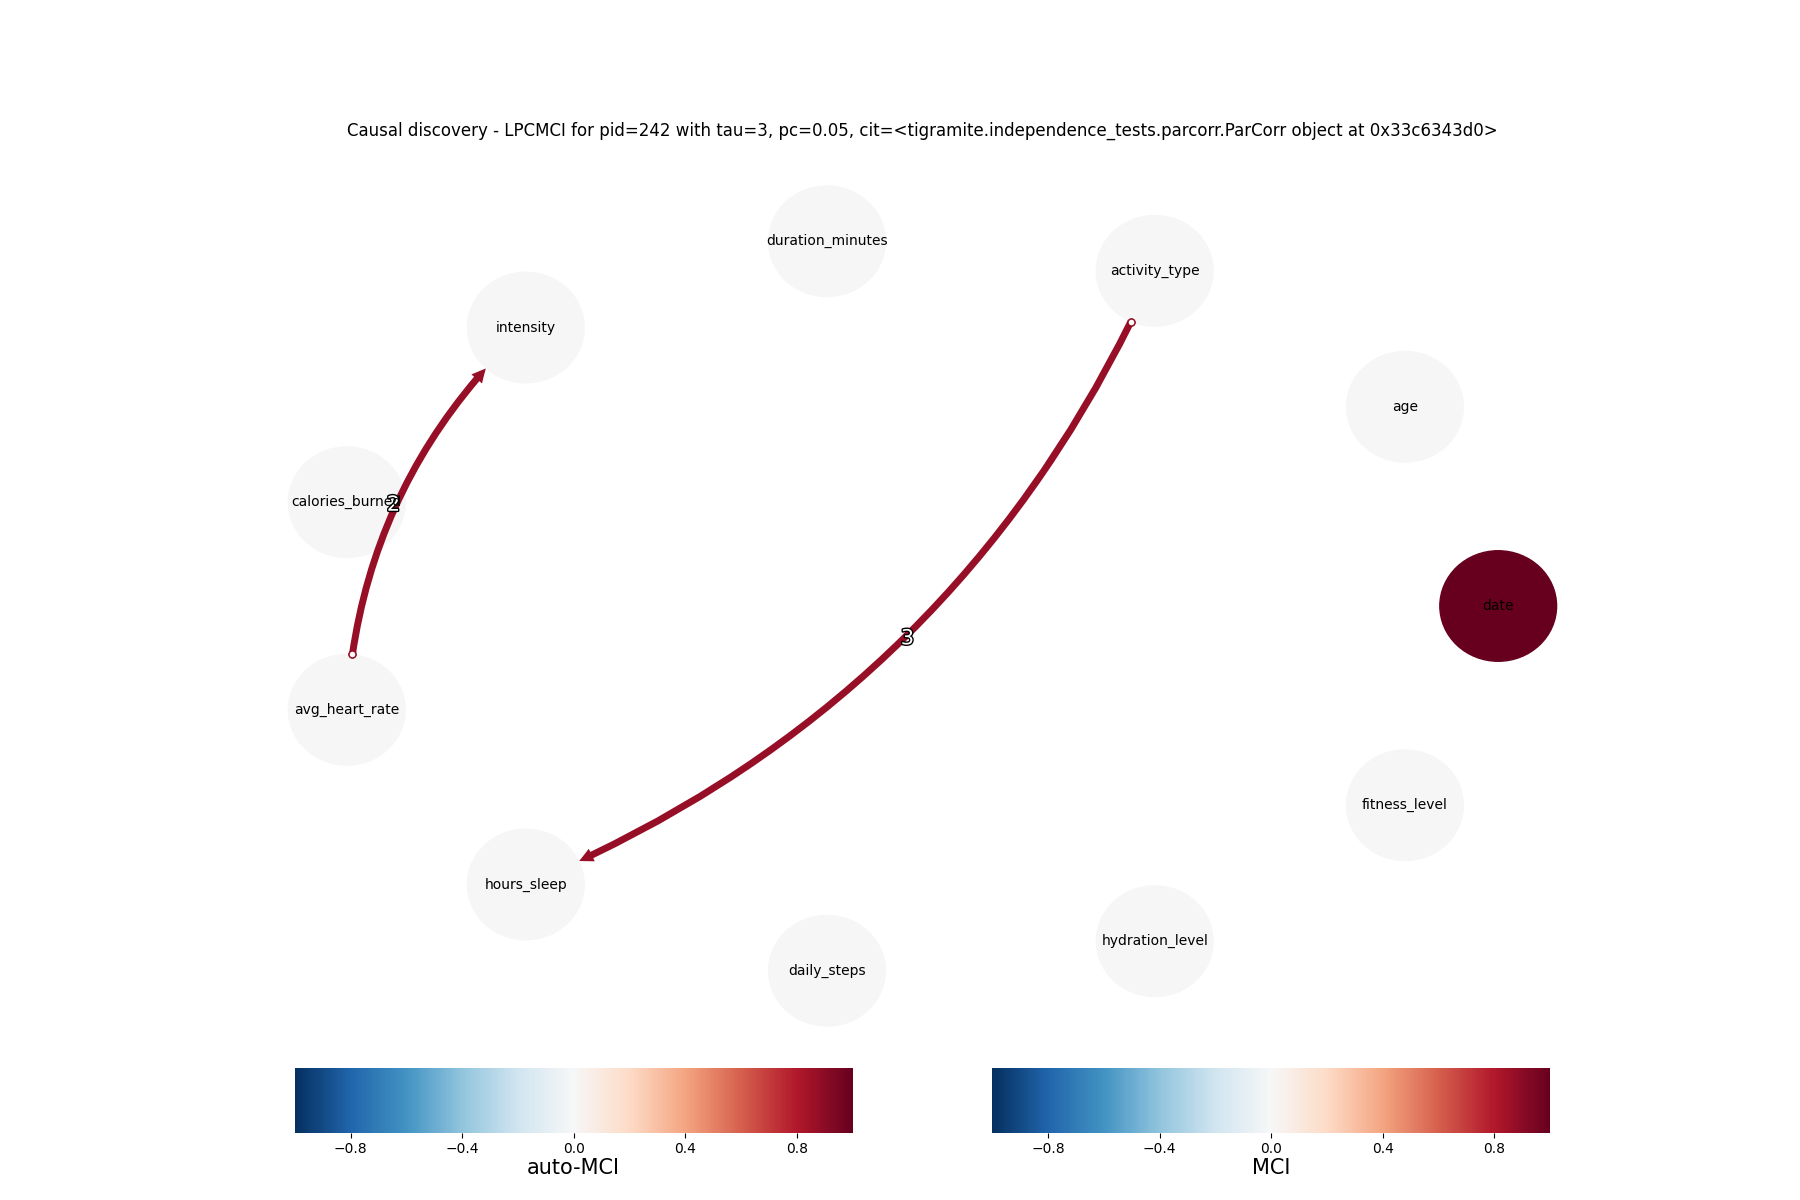 Causal discovery - LPCMCI for pid=242 with tau=3, pc=0.05, cit=<tigramite.independence_tests.parcorr.ParCorr object at 0x33c6343d0>
duration_minutes
activity_type
intensity
age
calories_burned
2
date
3
avg_heart_rate
fitness_level
hours_sleep
hydration_level
daily_steps
−0.8 −0.4 0.0 0.4 0.8
auto-MCI
−0.8 −0.4 0.0 0.4 0.8
MCI